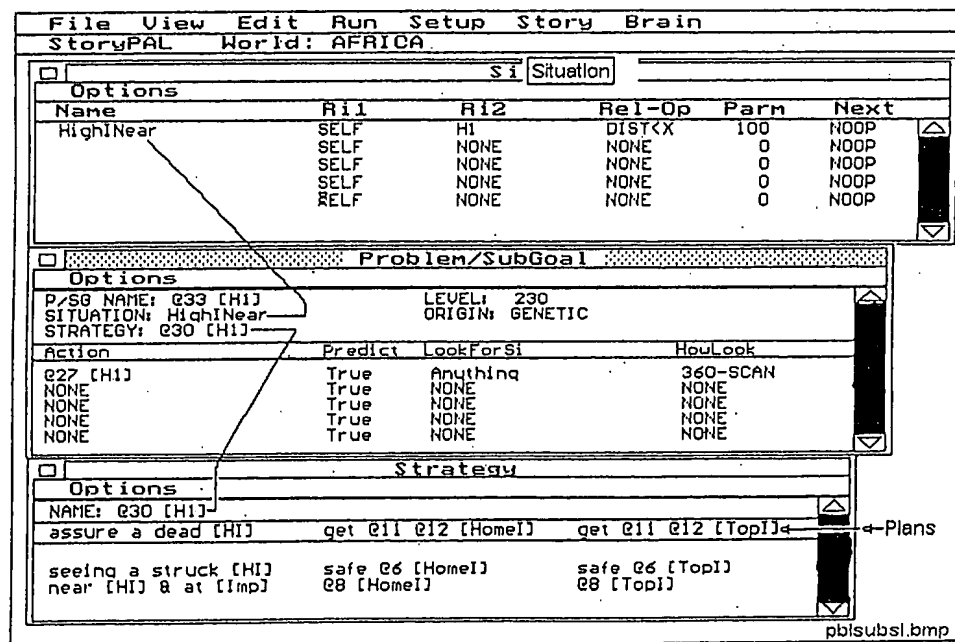 File View Edit Run Setup Story Brain
StoryPAL World: AFRICA
Si Situation
Options
Name Ri1 Ri2 Rel-Op Parm Next
HighINear SELF H1 DIST<X 100 NOOP
SELF NONE NONE 0 NOOP
SELF NONE NONE 0 NOOP
SELF NONE NONE 0 NOOP
SELF NONE NONE 0 NOOP
Problem/SubGoal
Options
P/SG NAME: @33 [H1] LEVEL: 230
SITUATION: HighINear ORIGIN: GENETIC
STRATEGY: @30 [H1]
Action Predict LookForSi HowLook
@27 [H1] True Anything 360-SCAN
NONE True NONE NONE
NONE True NONE NONE
NONE True NONE NONE
NONE True NONE NONE
Strategy
Options
NAME: @30 [H1]
assure a dead [HI] get @11 @12 [HomeI] get @11 @12 [TopI] Plans
seeing a struck [HI] safe @6 [HomeI] safe @6 [TopI]
near [HI] & at [Imp] @8 [HomeI] @8 [TopI]
pblsubsl.bmp